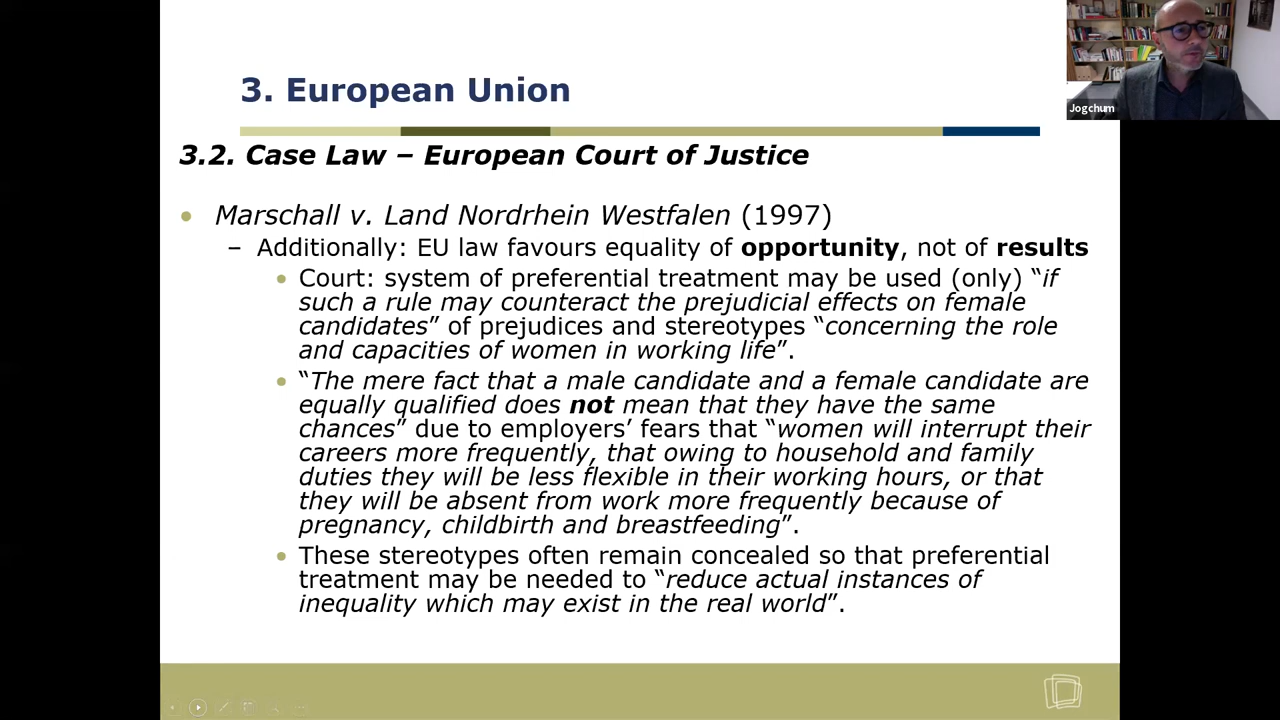 3. European Union
Jogchum
3.2. Case Law – European Court of Justice
• Marschall v. Land Nordrhein Westfalen (1997)
– Additionally: EU law favours equality of opportunity, not of results
• Court: system of preferential treatment may be used (only) “if
such a rule may counteract the prejudicial effects on female
candidates” of prejudices and stereotypes “concerning the role
and capacities of women in working life”.
• “The mere fact that a male candidate and a female candidate are
equally qualified does not mean that they have the same
chances” due to employers’ fears that “women will interrupt their
careers more frequently, that owing to household and family
duties they will be less flexible in their working hours, or that
they will be absent from work more frequently because of
pregnancy, childbirth and breastfeeding”.
• These stereotypes often remain concealed so that preferential
treatment may be needed to “reduce actual instances of
inequality which may exist in the real world”.